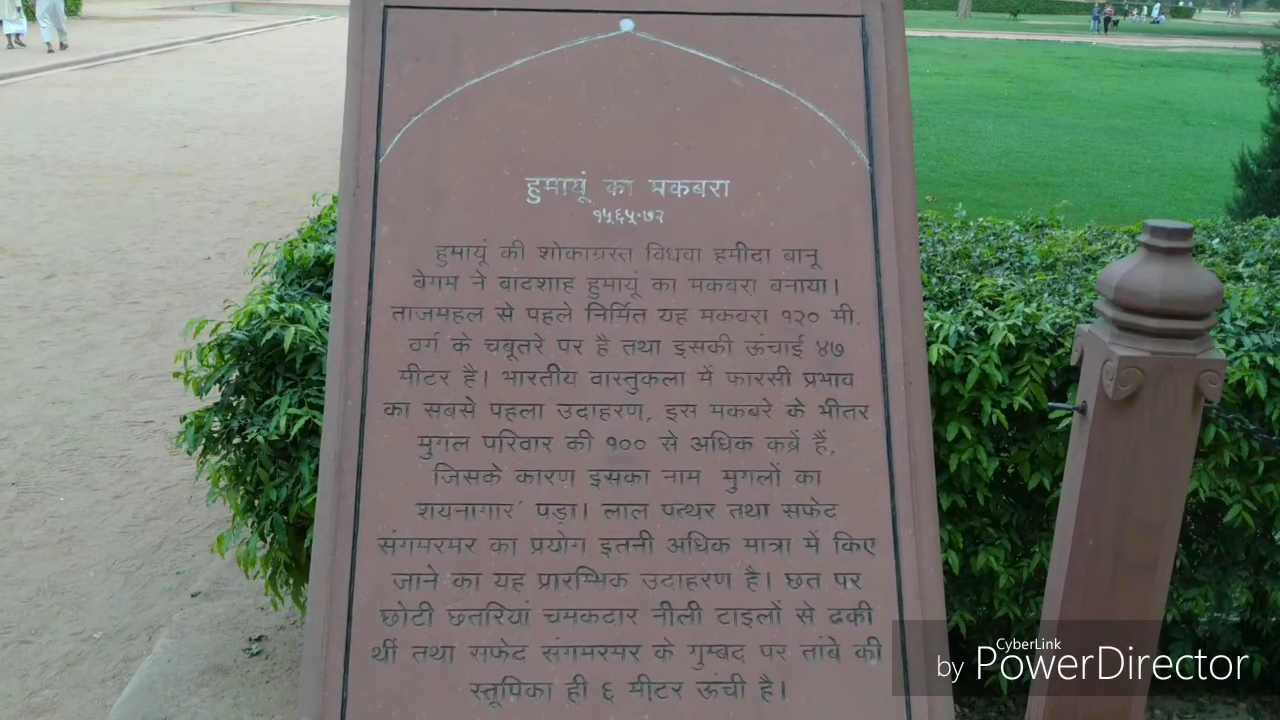 हुमायूं का मकबरा
१५६५-७२
हुमायूं की शोकाग्रस्त विधवा हमीदा बानू
बेगम ने बादशाह हुमायूं का मकबरा बनाया।
ताजमहल से पहले निर्मित यह मकबरा १२० मी.
वर्ग के चबूतरे पर है तथा इसकी ऊंचाई ४७
मीटर है। भारतीय वास्तुकला में फारसी प्रभाव
का सबसे पहला उदाहरण, इस मकबरे के भीतर
मुगल परिवार की १०० से अधिक कब्रें हैं,
जिसके कारण इसका नाम मुगलों का
शयनागार' पड़ा। लाल पत्थर तथा सफेद
संगमरमर का प्रयोग इतनी अधिक मात्रा में किए
जाने का यह प्रारम्भिक उदाहरण है। छत पर
छोटी छतरियां चमकदार नीली टाइलों से ढकी
थीं तथा सफेद संगमरमर के गुम्बद पर तांबे की
स्तूपिका ही ६ मीटर ऊंची है।
CyberLink
by PowerDirector